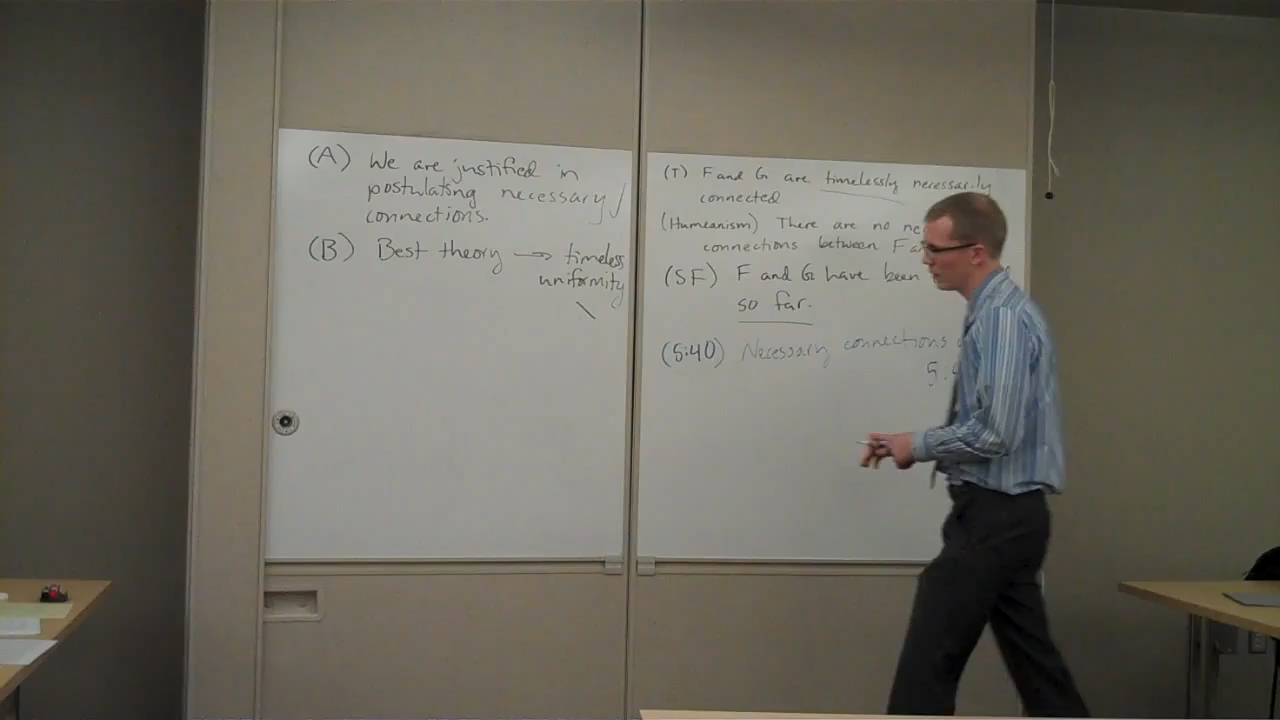 (A) We are justified in
postulating necessary
connections.
(B) Best theory → timeless
uniformity
(T) F and G are timelessly necessarily
connected
(Humeanism) There are no
connections between F
(SF) F and G have been
so far.
(5:40) Necessary connections